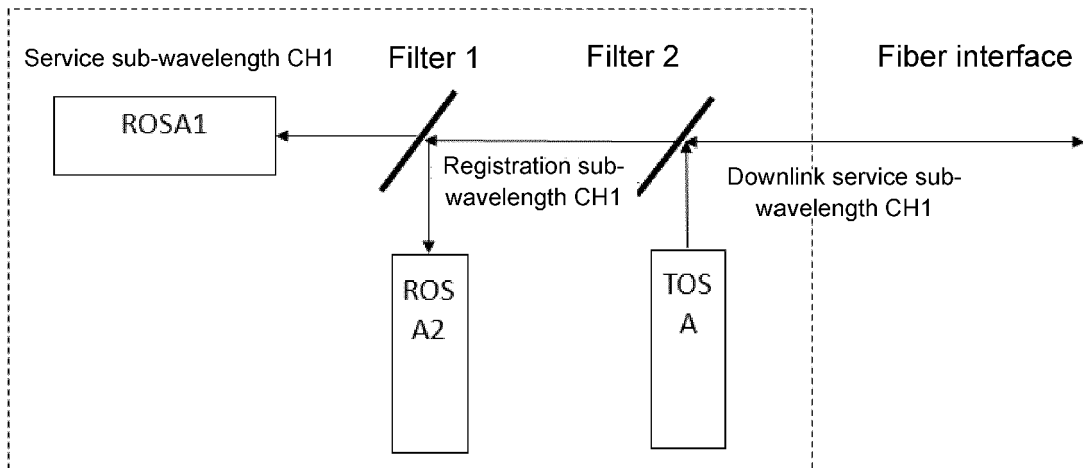 Service sub-wavelength CH1
Filter 1
Filter 2
Fiber interface
ROSA1
Registration sub-
wavelength CH1
Downlink service sub-
wavelength CH1
ROS
A2
TOS
A